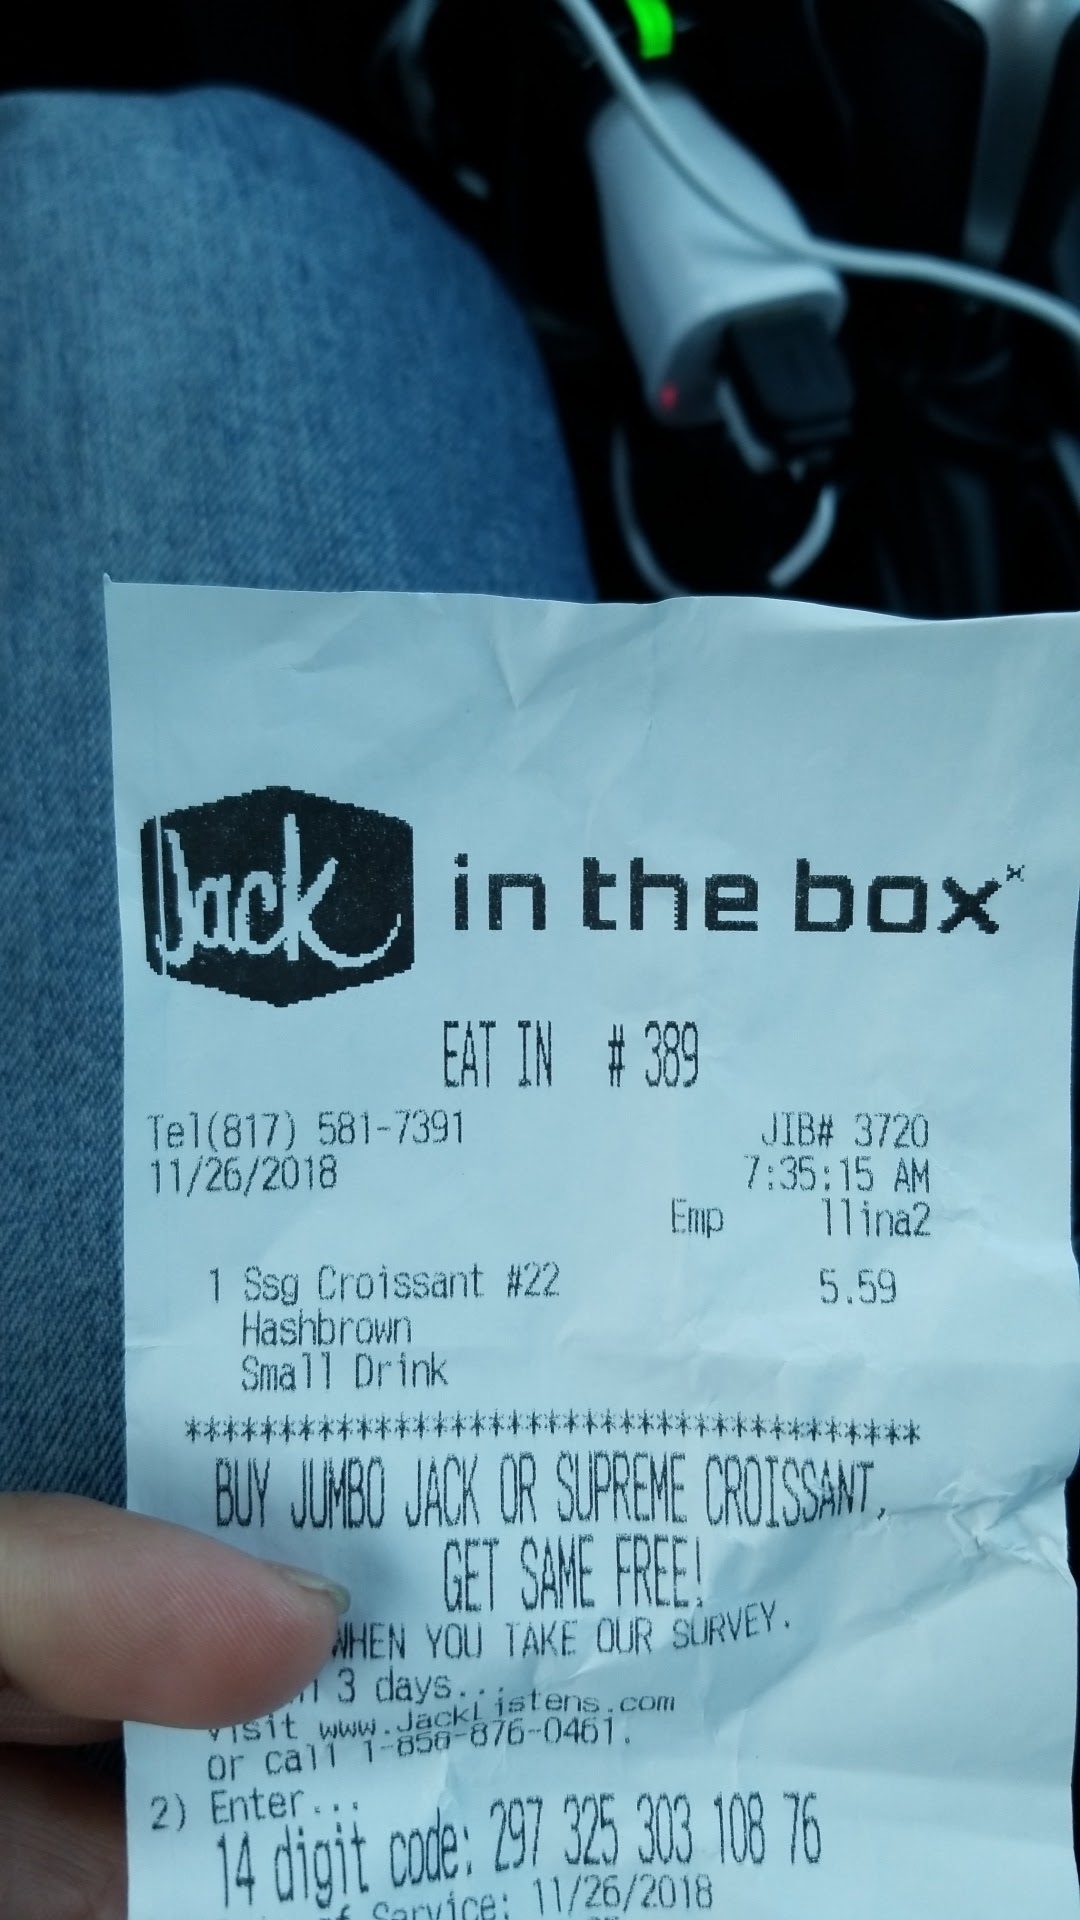 Jack in the box
EAT IN # 389
Tel(817) 581-7391 JIB# 3720
11/26/2018 7:35:15 AM
Emp llina2
1 Ssg Croissant #22 5.59
Hashbrown
Small Drink
***************************************
BUY JUMBO JACK OR SUPREME CROISSANT,
GET SAME FREE!
WHEN YOU TAKE OUR SURVEY.
3 days...
Visit www.JackListens.com
or call 1-858-876-0461.
2) Enter...
14 digit code: 297 325 303 108 76
of Service: 11/26/2018